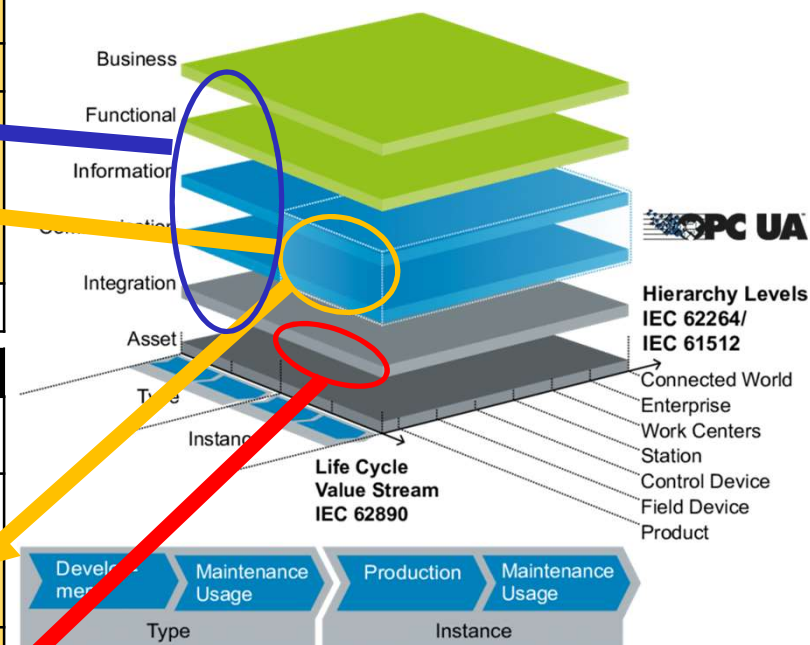 Business
Functional
Information
Integration
Asset
OPC UA
Hierarchy Levels
IEC 62264/
IEC 61512
Connected World
Enterprise
Work Centers
Station
Control Device
Field Device
Product
Life Cycle
Value Stream
IEC 62890
Maintenance
Usage
Production
Maintenance
Usage
Type
Instance